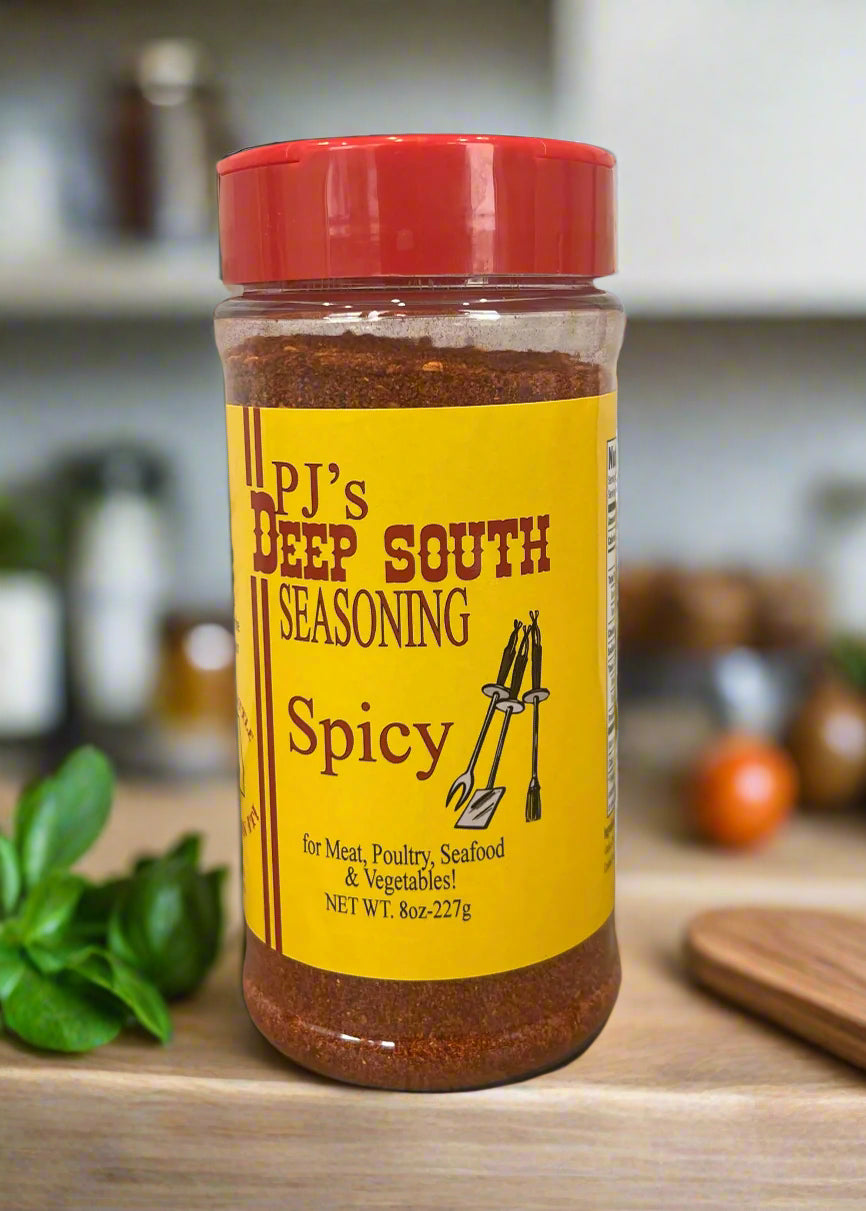 PJ's
DEEP SOUTH
SEASONING
Spicy
for Meat, Poultry, Seafood
& Vegetables!
NET WT. 8oz-227g